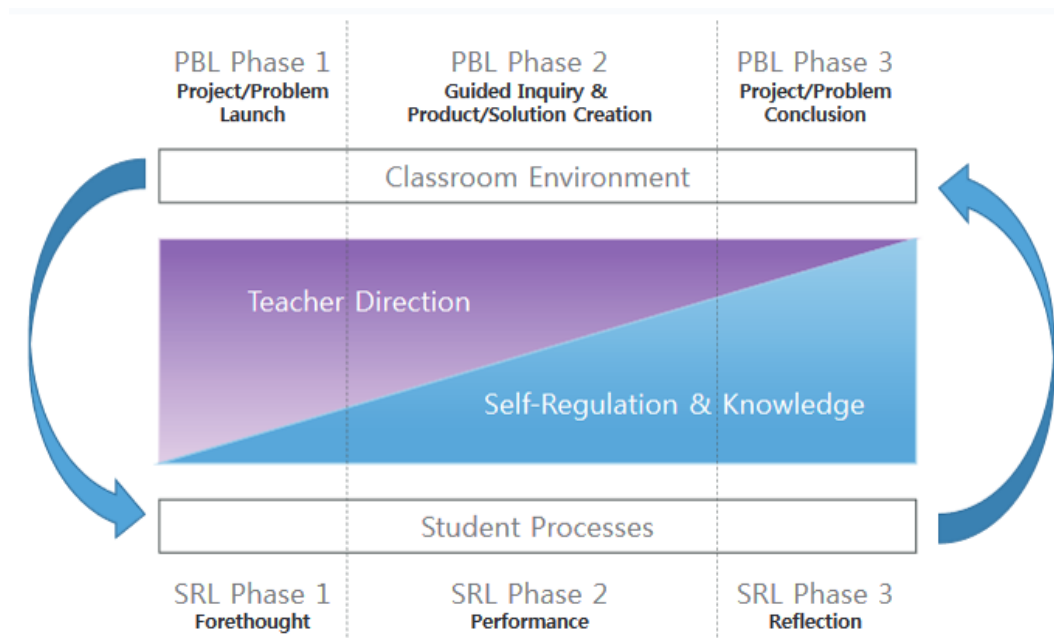 PBL Phase 1
Project/Problem
Launch
PBL Phase 2
Guided Inquiry &
Product/Solution Creation
PBL Phase 3
Project/Problem
Conclusion
Classroom Environment
Teacher Direction
Self-Regulation & Knowledge
Student Processes
SRL Phase 1
Forethought
SRL Phase 2
Performance
SRL Phase 3
Reflection